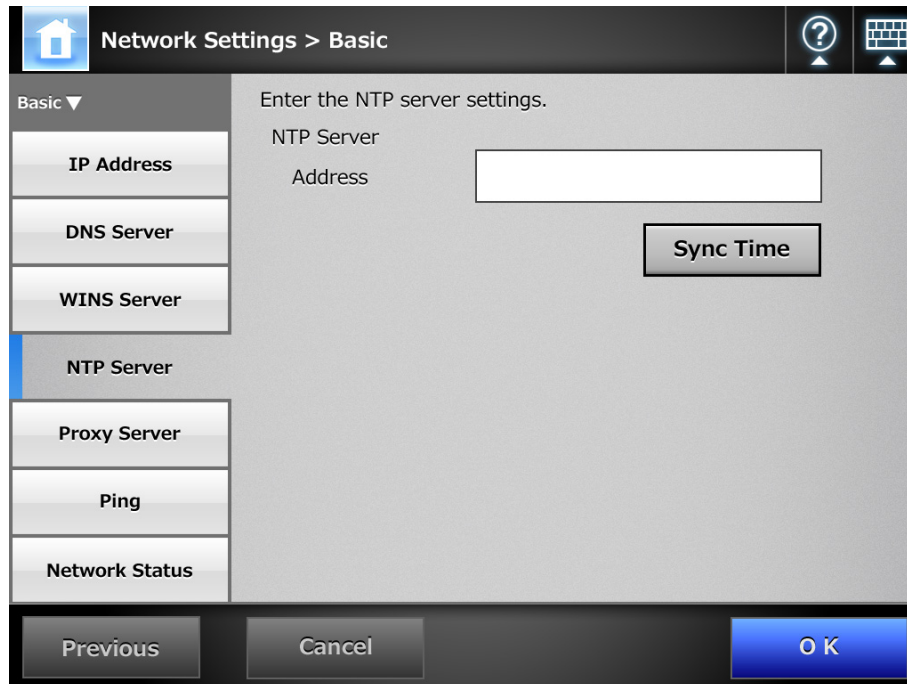 Network Settings > Basic
?
Basic ▼
IP Address
DNS Server
WINS Server
NTP Server
Proxy Server
Ping
Network Status
Enter the NTP server settings.
NTP Server
Address
Sync Time
Previous
Cancel
OK